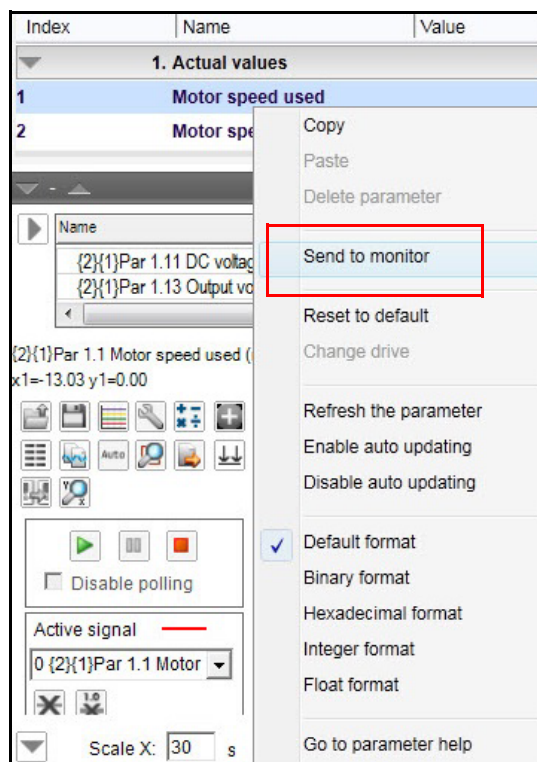 Index Name Value
1. Actual values
1 Motor speed used
2 Motor spe
Copy
Paste
Delete parameter
Send to monitor
Reset to default
Change drive
Refresh the parameter
Enable auto updating
Disable auto updating
Default format
Binary format
Hexadecimal format
Integer format
Float format
Go to parameter help
-
Name
{2}{1}Par 1.11 DC voltag
{2}{1}Par 1.13 Output vo
{2}{1}Par 1.1 Motor speed used (
x1=-13.03 y1=0.00
Auto
Y
X
Disable polling
Active signal
0 {2}{1}Par 1.1 Motor
1.0
Scale X: 30 s